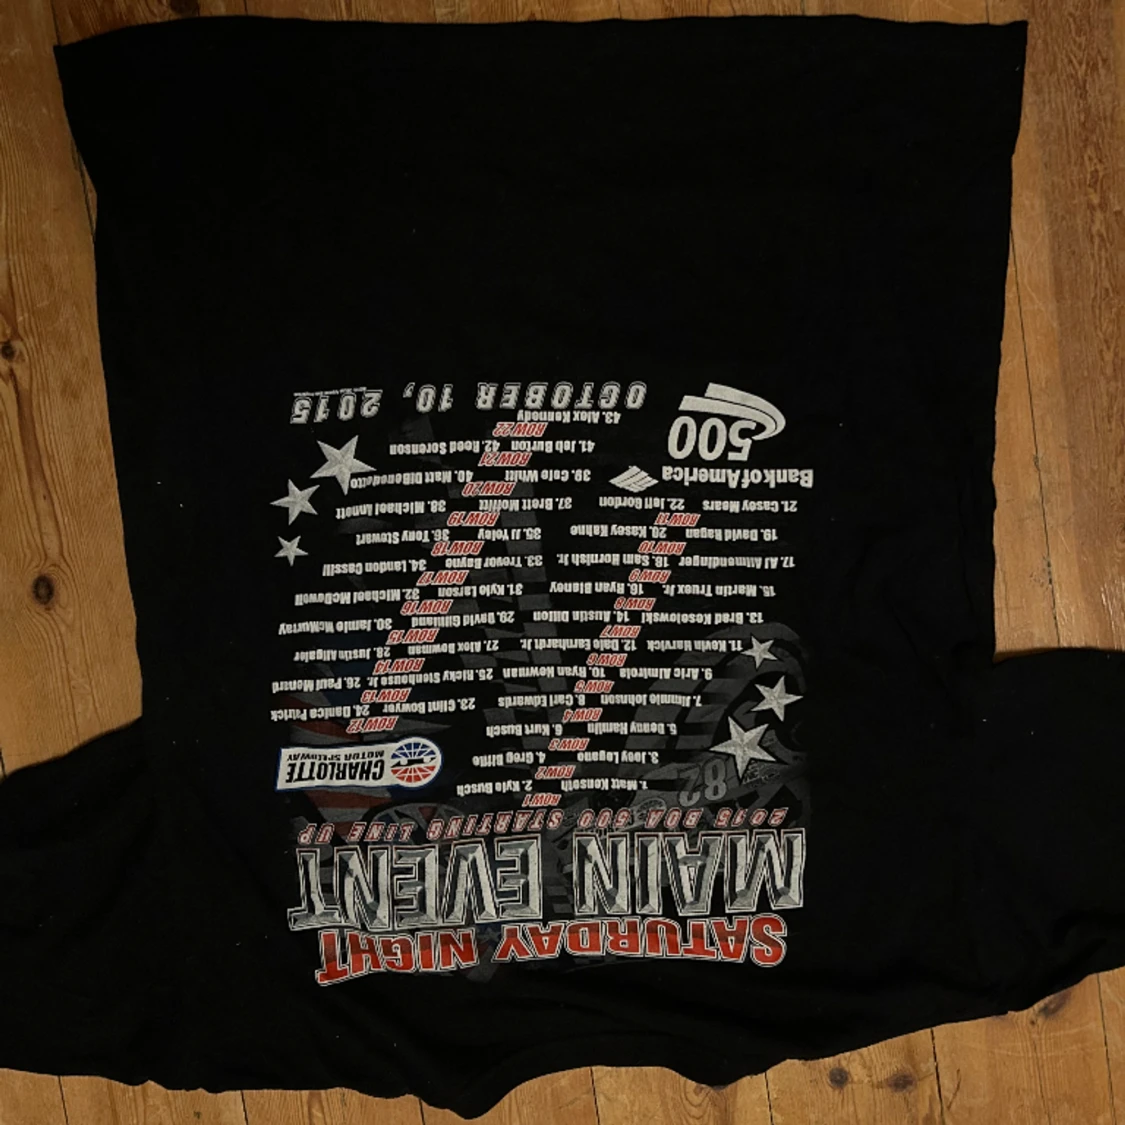 SATURDAY NIGHT
MAIN EVENT
2015 BOA 500 STARTING LINE UP
ROW 1
1. Matt Kenseth 2. Kyle Busch
ROW 2
3. Joey Logano 4. Greg Biffle
ROW 3
5. Denny Hamlin 6. Kurt Busch
ROW 4
7. Jimmie Johnson 8. Carl Edwards
ROW 5
9. Aric Almirola 10. Ryan Newman
ROW 6
11. Kevin Harvick 12. Dale Earnhardt Jr.
ROW 7
13. Brad Keselowski 14. Austin Dillon
ROW 8
15. Martin Truex Jr. 16. Ryan Blaney
ROW 9
17. AJ Allmendinger 18. Sam Hornish Jr.
ROW 10
19. David Ragan 20. Kasey Kahne
ROW 11
21. Casey Mears 22. Jeff Gordon
Bank of America
500
82
CHARLOTTE
MOTOR SPEEDWAY
ROW 12
23. Clint Bowyer 24. Danica Patrick
ROW 13
25. Ricky Stenhouse Jr. 26. Paul Menard
ROW 14
27. Alex Bowman 28. Justin Allgaier
ROW 15
29. David Gilliland 30. Jamie McMurray
ROW 16
31. Kyle Larson 32. Michael McDowell
ROW 17
33. Trevor Bayne 34. Landon Cassill
ROW 18
35. JJ Yeley 36. Tony Stewart
ROW 19
37. Brett Moffitt 38. Michael Annett
ROW 20
39. Cole Whitt 40. Matt DiBenedetto
ROW 21
41. Jeb Burton 42. Reed Sorenson
ROW 22
43. Alex Kennedy
OCTOBER 10, 2015